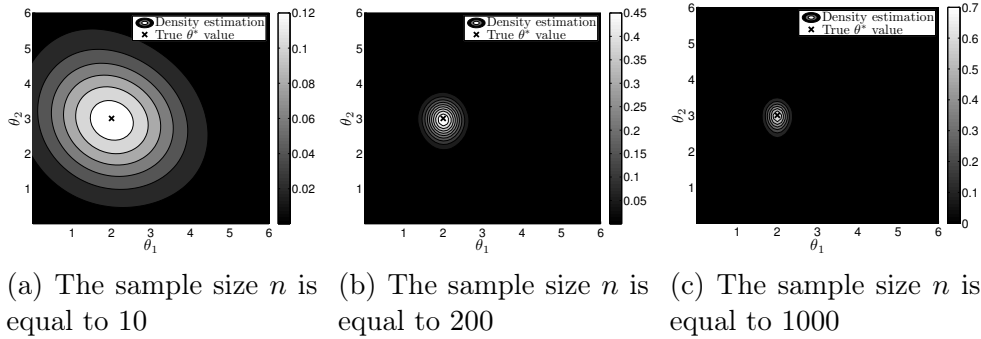 Density estimation
True θ* value
6
5
4
3
2
1
θ₂
1 2 3 4 5 6
θ₁
0.12
0.1
0.08
0.06
0.04
0.02
Density estimation
True θ* value
6
5
4
3
2
1
θ₂
1 2 3 4 5 6
θ₁
0.45
0.4
0.35
0.3
0.25
0.2
0.15
0.1
0.05
Density estimation
True θ* value
6
5
4
3
2
1
θ₂
1 2 3 4 5 6
θ₁
0.7
0.6
0.5
0.4
0.3
0.2
0.1
0
(a) The sample size n is
equal to 10
(b) The sample size n is
equal to 200
(c) The sample size n is
equal to 1000